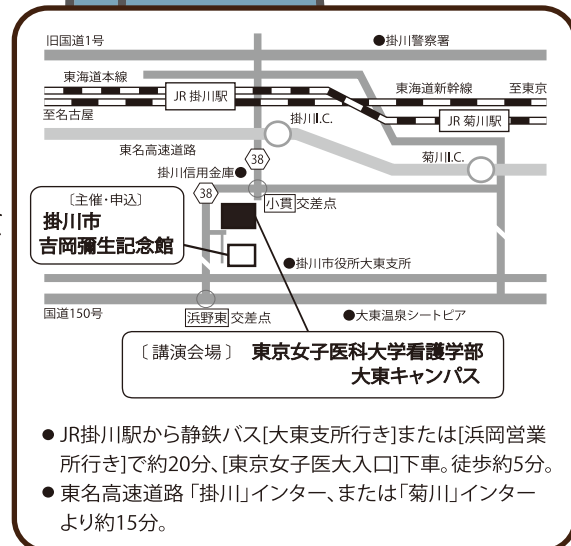 旧国道1号
●掛川警察署
東海道本線
JR 掛川駅
東海道新幹線
至東京
至名古屋
掛川I.C.
JR 菊川駅
東名高速道路
38
菊川I.C.
掛川信用金庫●
38
小貫交差点
〔主催・申込〕
掛川市
吉岡彌生記念館
●掛川市役所大東支所
国道150号
浜野東交差点
●大東温泉シートピア
〔講演会場〕 東京女子医科大学看護学部
大東キャンパス
● JR掛川駅から静鉄バス[大東支所行き]または[浜岡営業
所行き]で約20分、[東京女子医大入口]下車。徒歩約5分。
● 東名高速道路「掛川」インター、または「菊川」インター
より約15分。